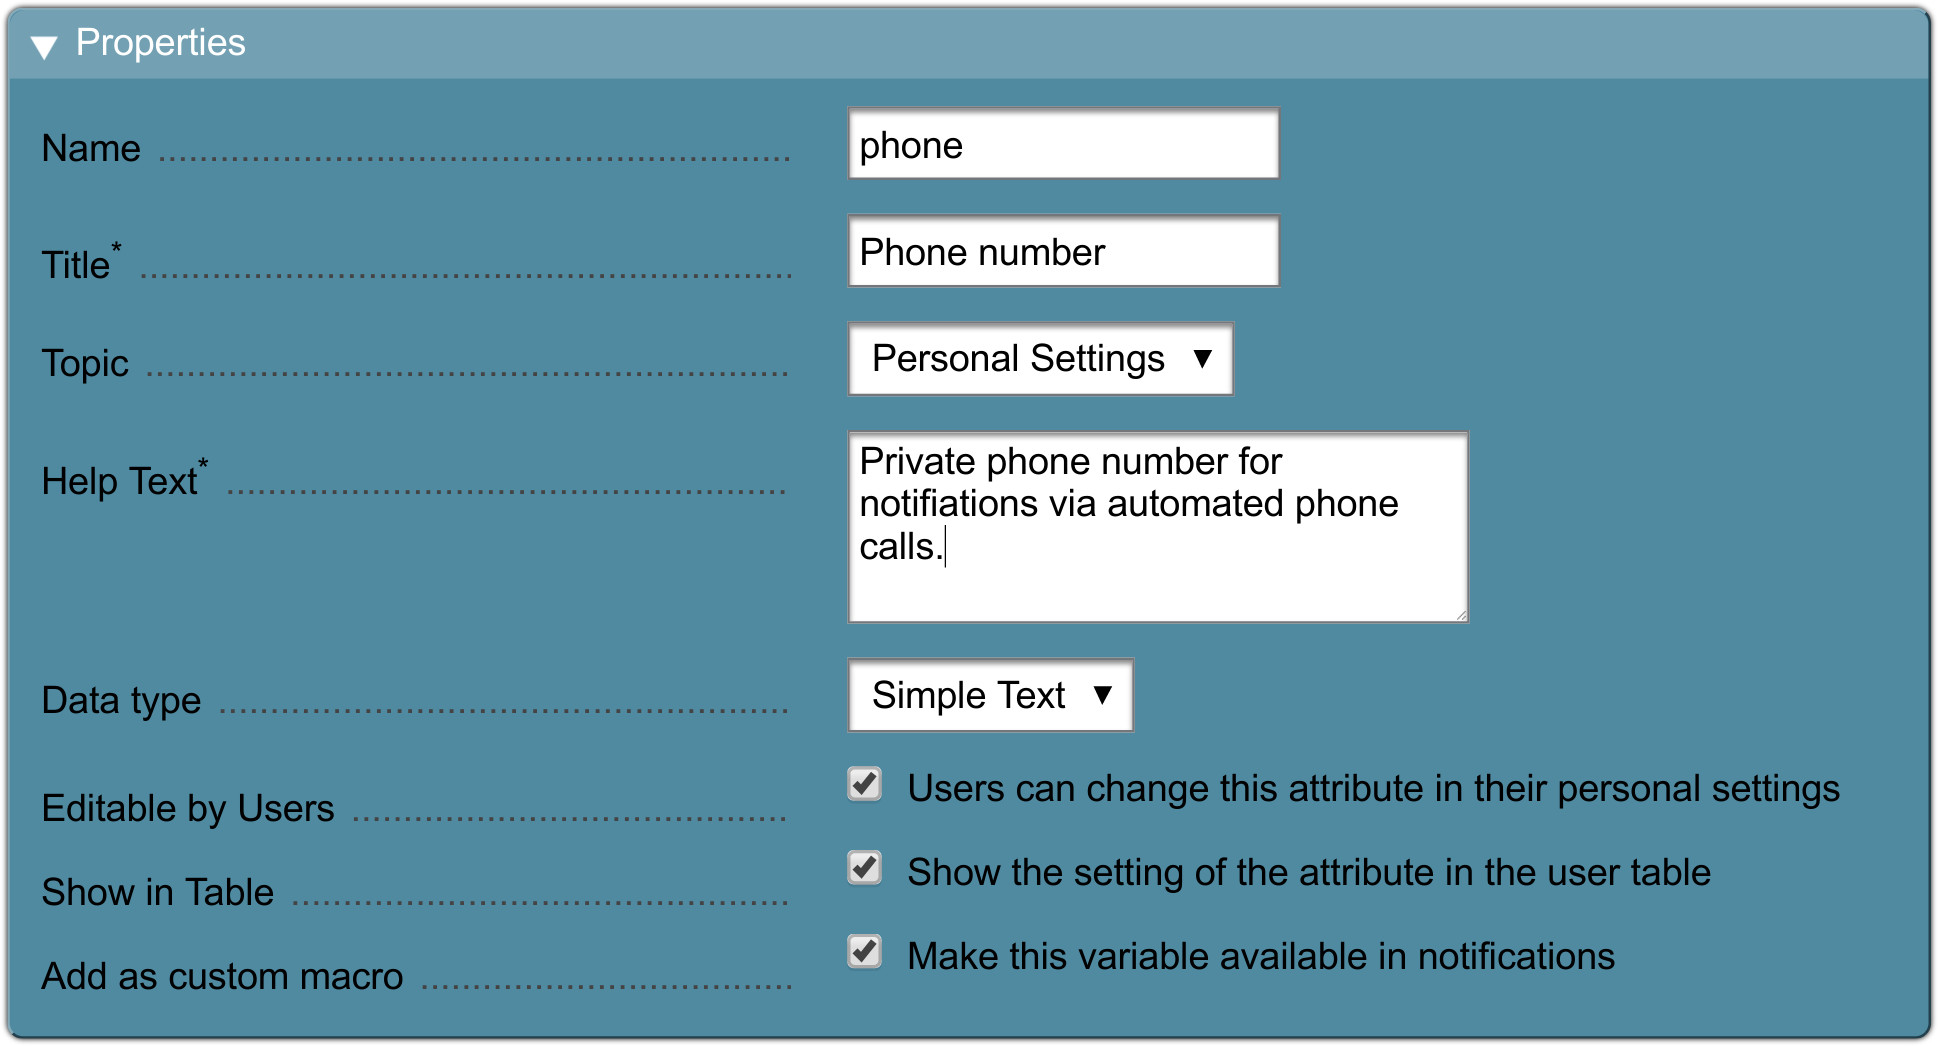 Properties
Name phone
Title* Phone number
Topic Personal Settings
Help Text* Private phone number for
notifiations via automated phone
calls.
Data type Simple Text
Editable by Users Users can change this attribute in their personal settings
Show in Table Show the setting of the attribute in the user table
Add as custom macro Make this variable available in notifications